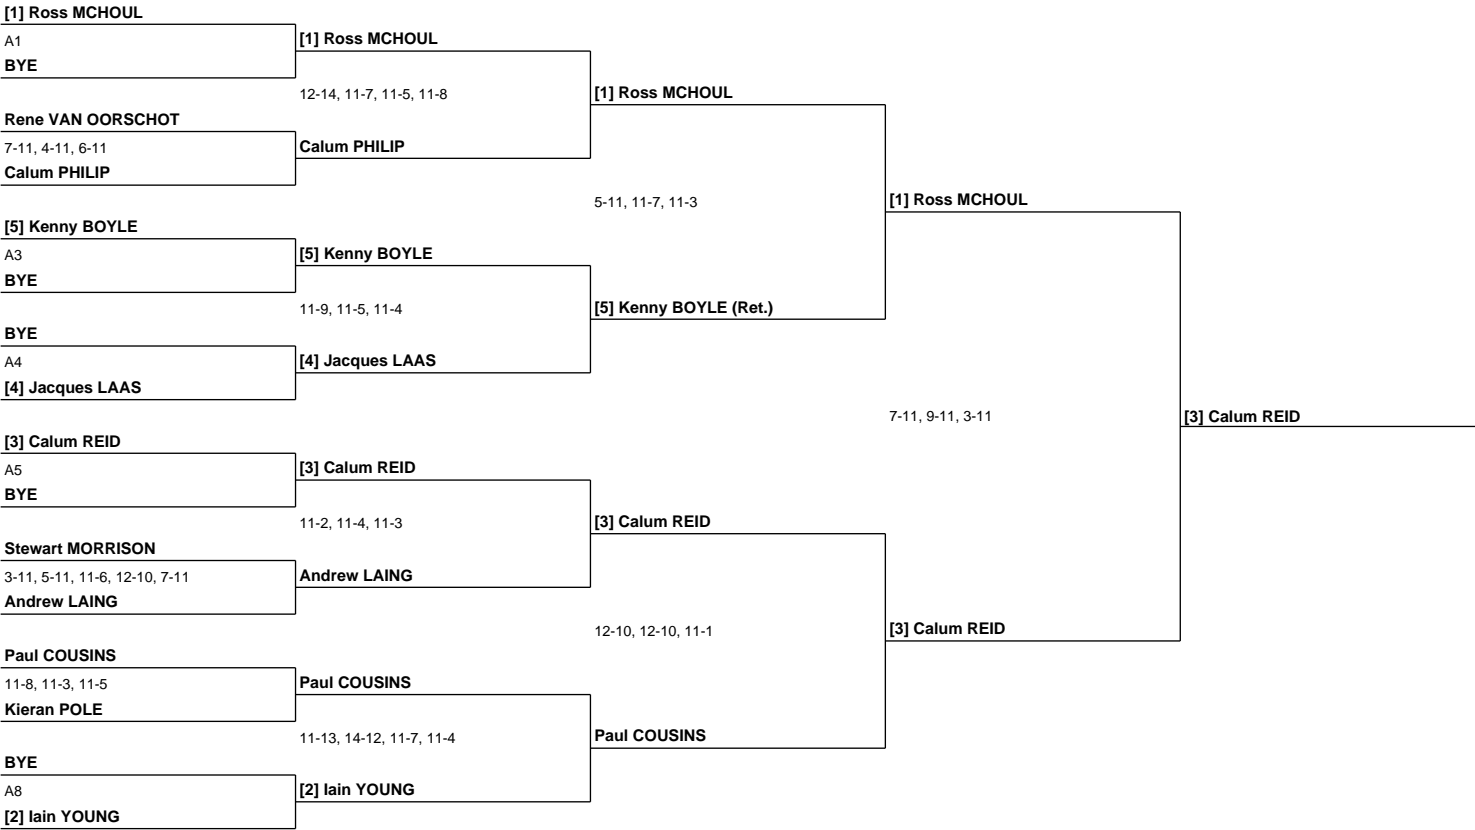 [1] Ross MCHOUL
A1
BYE
Rene VAN OORSCHOT
7-11, 4-11, 6-11
Calum PHILIP
[5] Kenny BOYLE
A3
BYE
BYE
A4
[4] Jacques LAAS
[3] Calum REID
A5
BYE
Stewart MORRISON
3-11, 5-11, 11-6, 12-10, 7-11
Andrew LAING
Paul COUSINS
11-8, 11-3, 11-5
Kieran POLE
BYE
A8
[2] Iain YOUNG
[1] Ross MCHOUL
12-14, 11-7, 11-5, 11-8
Calum PHILIP
[5] Kenny BOYLE
11-9, 11-5, 11-4
[4] Jacques LAAS
[3] Calum REID
11-2, 11-4, 11-3
Andrew LAING
Paul COUSINS
11-13, 14-12, 11-7, 11-4
[2] Iain YOUNG
[1] Ross MCHOUL
5-11, 11-7, 11-3
[5] Kenny BOYLE (Ret.)
[3] Calum REID
12-10, 12-10, 11-1
Paul COUSINS
[1] Ross MCHOUL
7-11, 9-11, 3-11
[3] Calum REID
[3] Calum REID